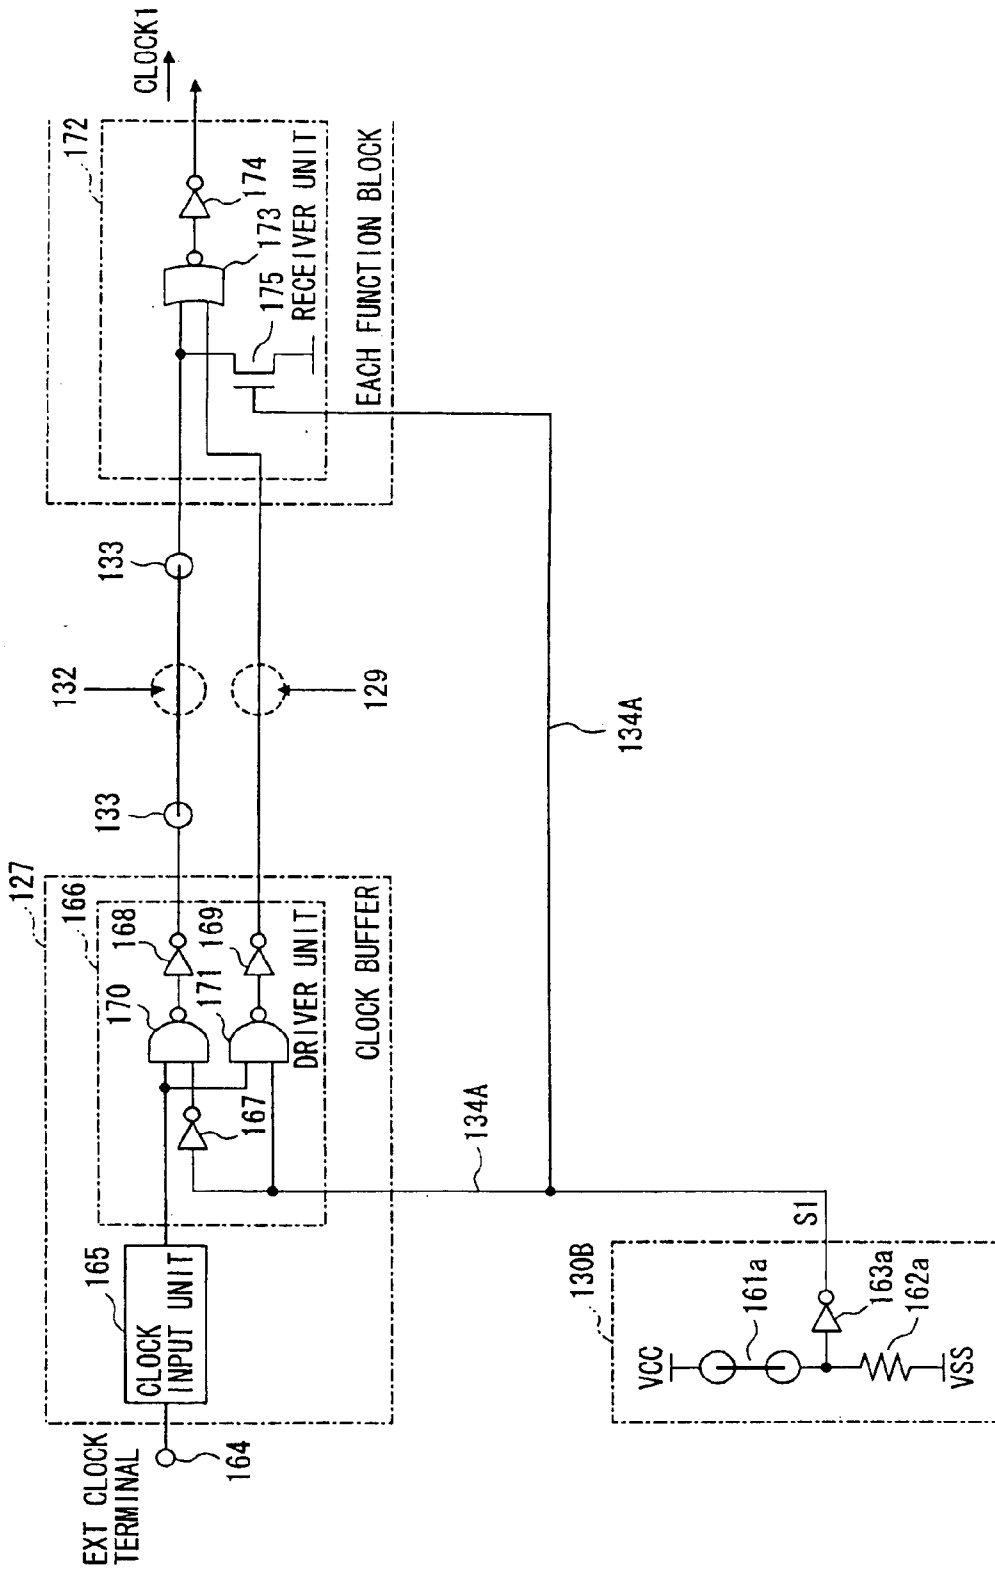 EXT CLOCK
TERMINAL
164
165
CLOCK
INPUT UNIT
127
166
170
168
171
169
167
DRIVER UNIT
CLOCK BUFFER
133
132
133
129
172
CLOCK1
174
173
175
RECEIVER UNIT
EACH FUNCTION BLOCK
134A
134A
130B
S1
VCC
161a
163a
162a
VSS